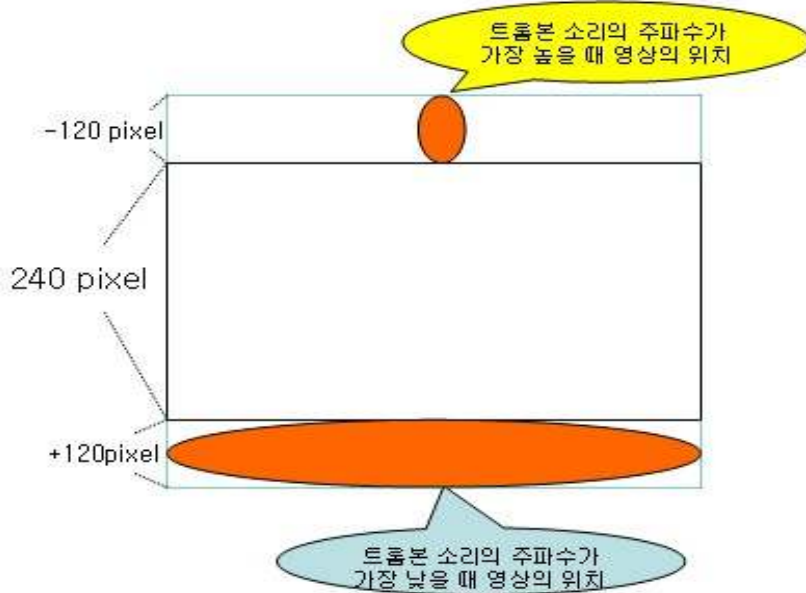 트롬본 소리의 주파수가
가장 높을 때 영상의 위치
-120 pixel
240 pixel
+120pixel
트롬본 소리의 주파수가
가장 낮을 때 영상의 위치